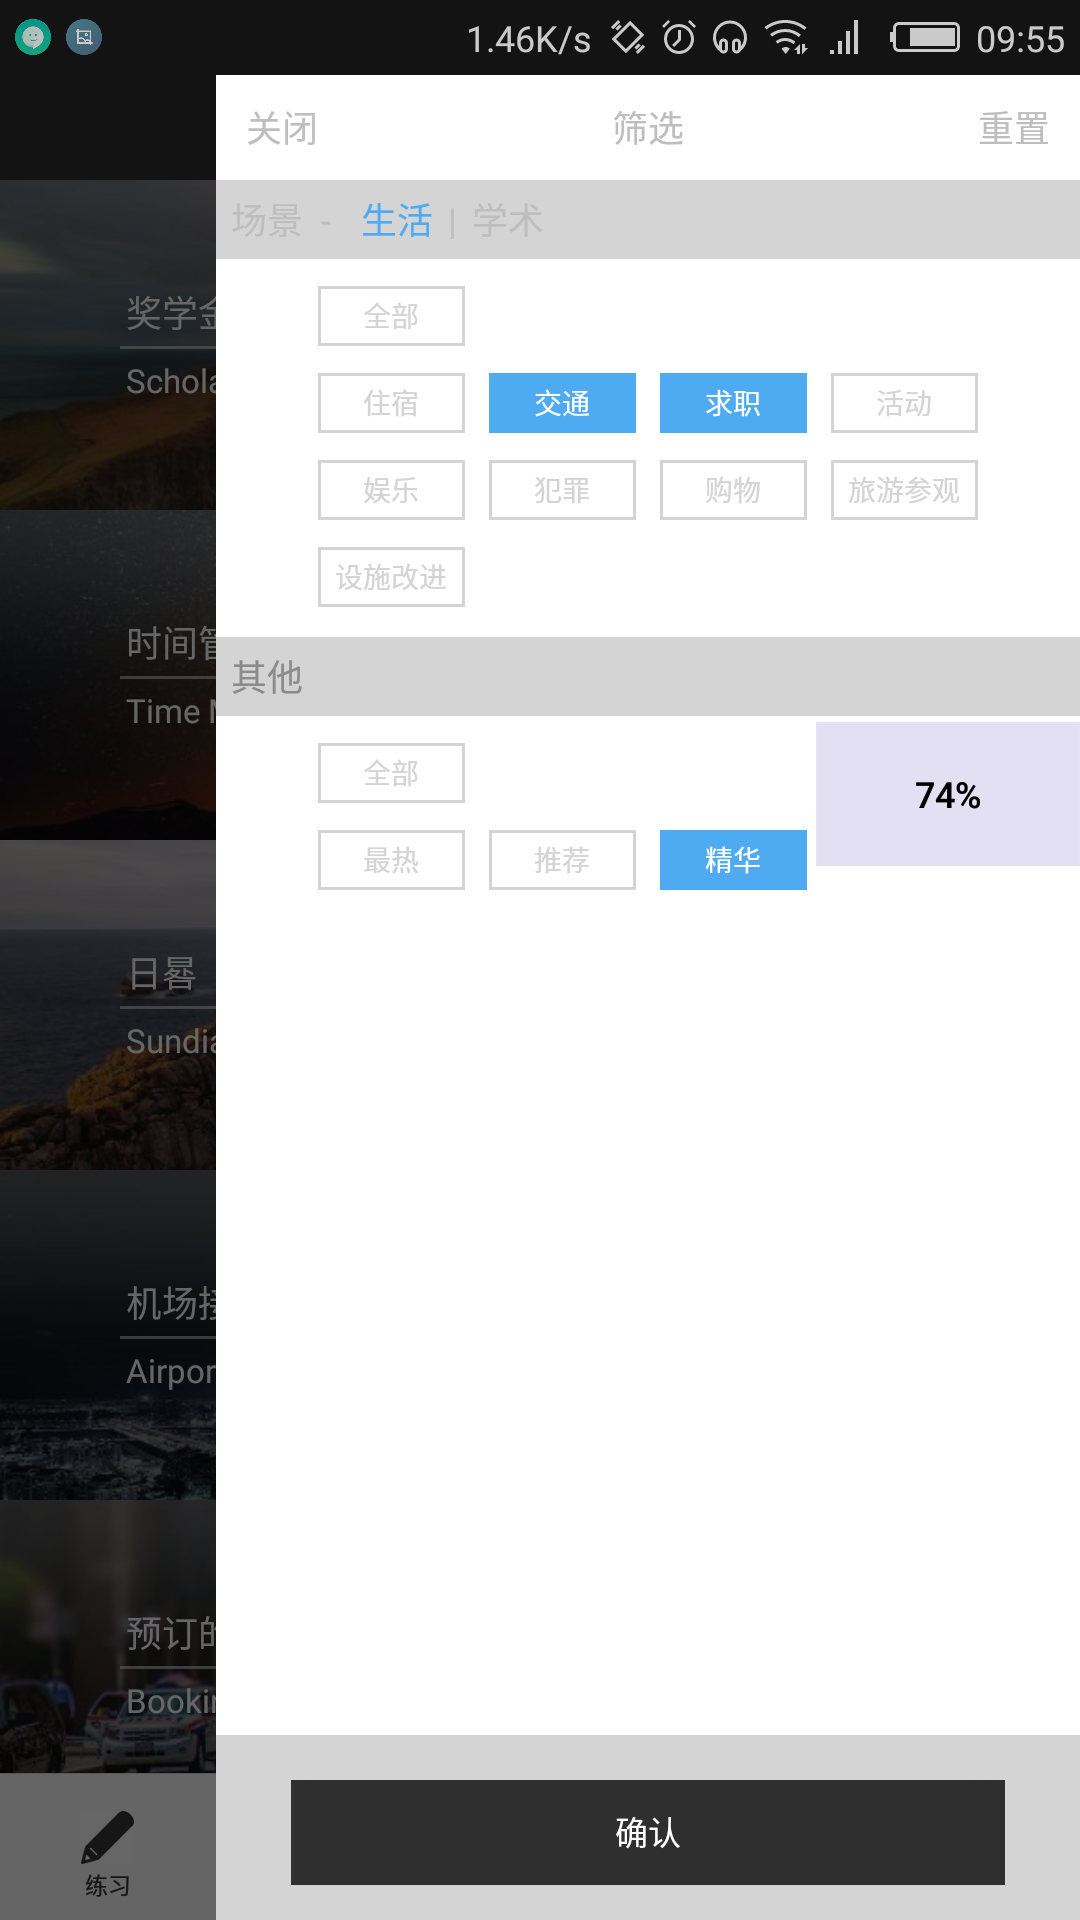 1.46K/s 09:55
关闭 筛选 重置
场景 - 生活 | 学术
全部
住宿 交通 求职 活动
娱乐 犯罪 购物 旅游参观
设施改进
其他
全部
74%
最热 推荐 精华
确认
奖学金
Schola
时间管
Time M
日晷
Sundia
机场接
Airpor
预订的
Bookin
练习